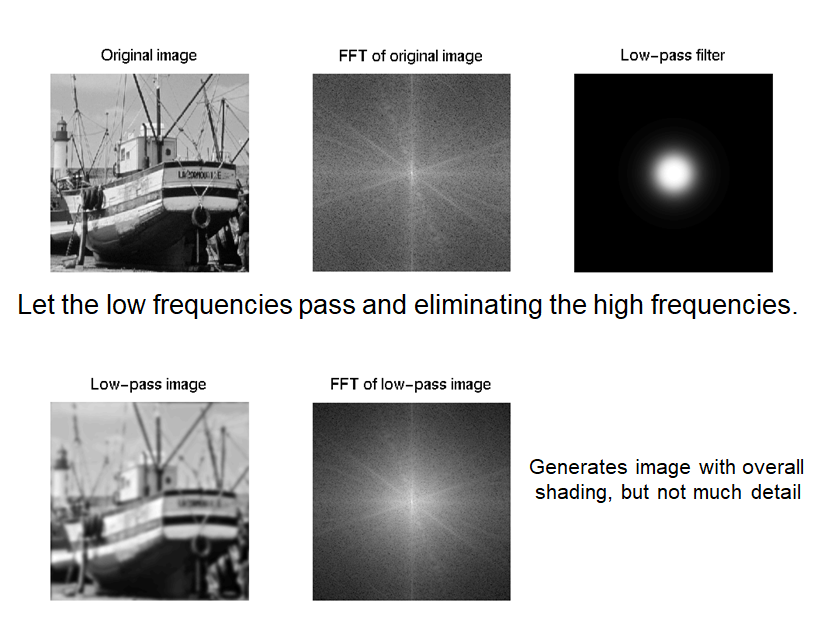 Original image
FFT of original image
Low-pass filter
Let the low frequencies pass and eliminating the high frequencies.
Low-pass image
FFT of low-pass image
Generates image with overall
shading, but not much detail